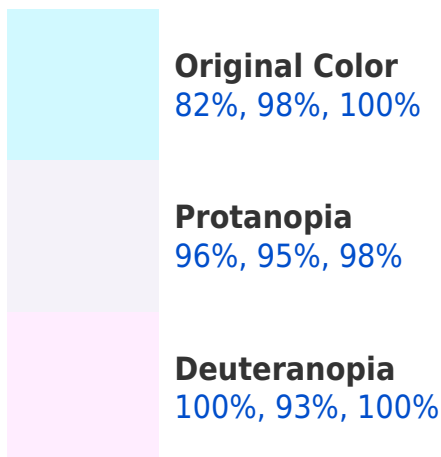 Original Color
82%, 98%, 100%
Protanopia
96%, 95%, 98%
Deuteranopia
100%, 93%, 100%